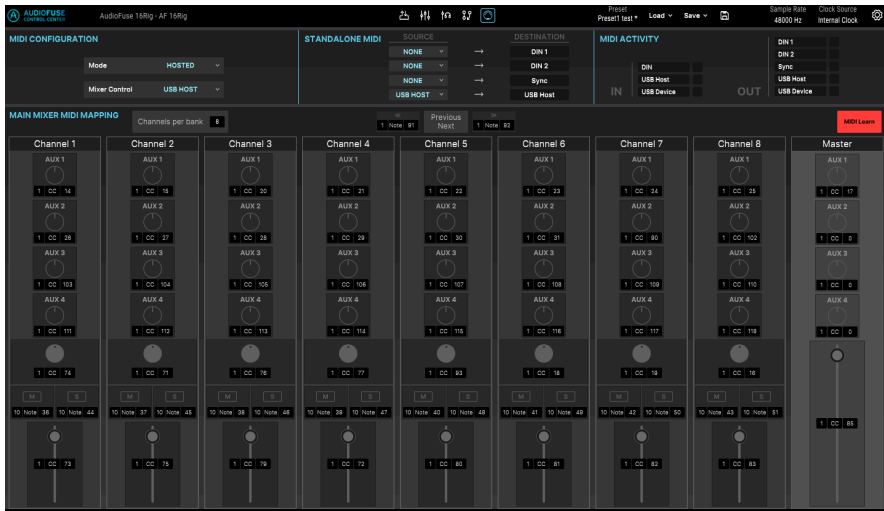 AUDIOFUSE
CONTROL CENTER
AudioFuse 16Rig - AF 16Rig
Preset
Preset1 test *
Load
Save
Sample Rate
48000 Hz
Clock Source
Internal Clock
MIDI CONFIGURATION
Mode HOSTED
Mixer Control USB HOST
STANDALONE MIDI
SOURCE DESTINATION
NONE → DIN 1
NONE → DIN 2
NONE → Sync
USB HOST → USB Host
MIDI ACTIVITY
IN
DIN
USB Host
USB Device
OUT
DIN 1
DIN 2
Sync
USB Host
USB Device
MAIN MIXER MIDI MAPPING
Channels per bank 8
1 Note 91
Previous
Next
1 Note 92
MIDI Learn
Channel 1 Channel 2 Channel 3 Channel 4 Channel 5 Channel 6 Channel 7 Channel 8 Master
AUX 1 AUX 1 AUX 1 AUX 1 AUX 1 AUX 1 AUX 1 AUX 1 AUX 1
1 CC 14 1 CC 15 1 CC 20 1 CC 21 1 CC 22 1 CC 23 1 CC 24 1 CC 25 1 CC 17
AUX 2 AUX 2 AUX 2 AUX 2 AUX 2 AUX 2 AUX 2 AUX 2 AUX 2
1 CC 26 1 CC 27 1 CC 28 1 CC 29 1 CC 30 1 CC 31 1 CC 90 1 CC 102 1 CC 0
AUX 3 AUX 3 AUX 3 AUX 3 AUX 3 AUX 3 AUX 3 AUX 3 AUX 3
1 CC 103 1 CC 104 1 CC 105 1 CC 106 1 CC 107 1 CC 108 1 CC 109 1 CC 110 1 CC 0
AUX 4 AUX 4 AUX 4 AUX 4 AUX 4 AUX 4 AUX 4 AUX 4 AUX 4
1 CC 111 1 CC 112 1 CC 113 1 CC 114 1 CC 115 1 CC 116 1 CC 117 1 CC 118 1 CC 0
1 CC 74 1 CC 71 1 CC 76 1 CC 77 1 CC 93 1 CC 18 1 CC 19 1 CC 16
M S M S M S M S M S M S M S M S
10 Note 36 10 Note 44 10 Note 37 10 Note 45 10 Note 38 10 Note 46 10 Note 39 10 Note 47 10 Note 40 10 Note 48 10 Note 41 10 Note 49 10 Note 42 10 Note 50 10 Note 43 10 Note 51
1 CC 85
1 CC 73 1 CC 75 1 CC 79 1 CC 72 1 CC 80 1 CC 81 1 CC 82 1 CC 83